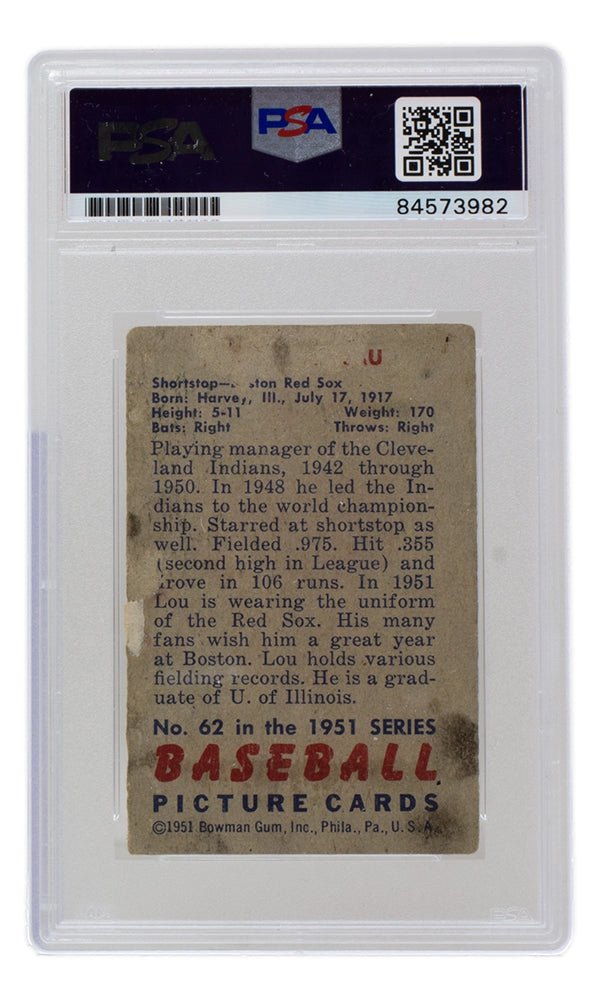 PSA PSA
84573982
AU
Shortstop—ston Red Sox
Born: Harvey, Ill., July 17, 1917
Height: 5-11 Weight: 170
Bats: Right Throws: Right
Playing manager of the Cleve-
land Indians, 1942 through
1950. In 1948 he led the In-
dians to the world champion-
ship. Starred at shortstop as
well. Fielded .975. Hit .355
(second high in League) and
drove in 106 runs. In 1951
Lou is wearing the uniform
of the Red Sox. His many
fans wish him a great year
at Boston. Lou holds various
fielding records. He is a grad-
uate of U. of Illinois.
No. 62 in the 1951 SERIES
BASEBALL
PICTURE CARDS
©1951 Bowman Gum, Inc., Phila., Pa., U.S.A.
PSA